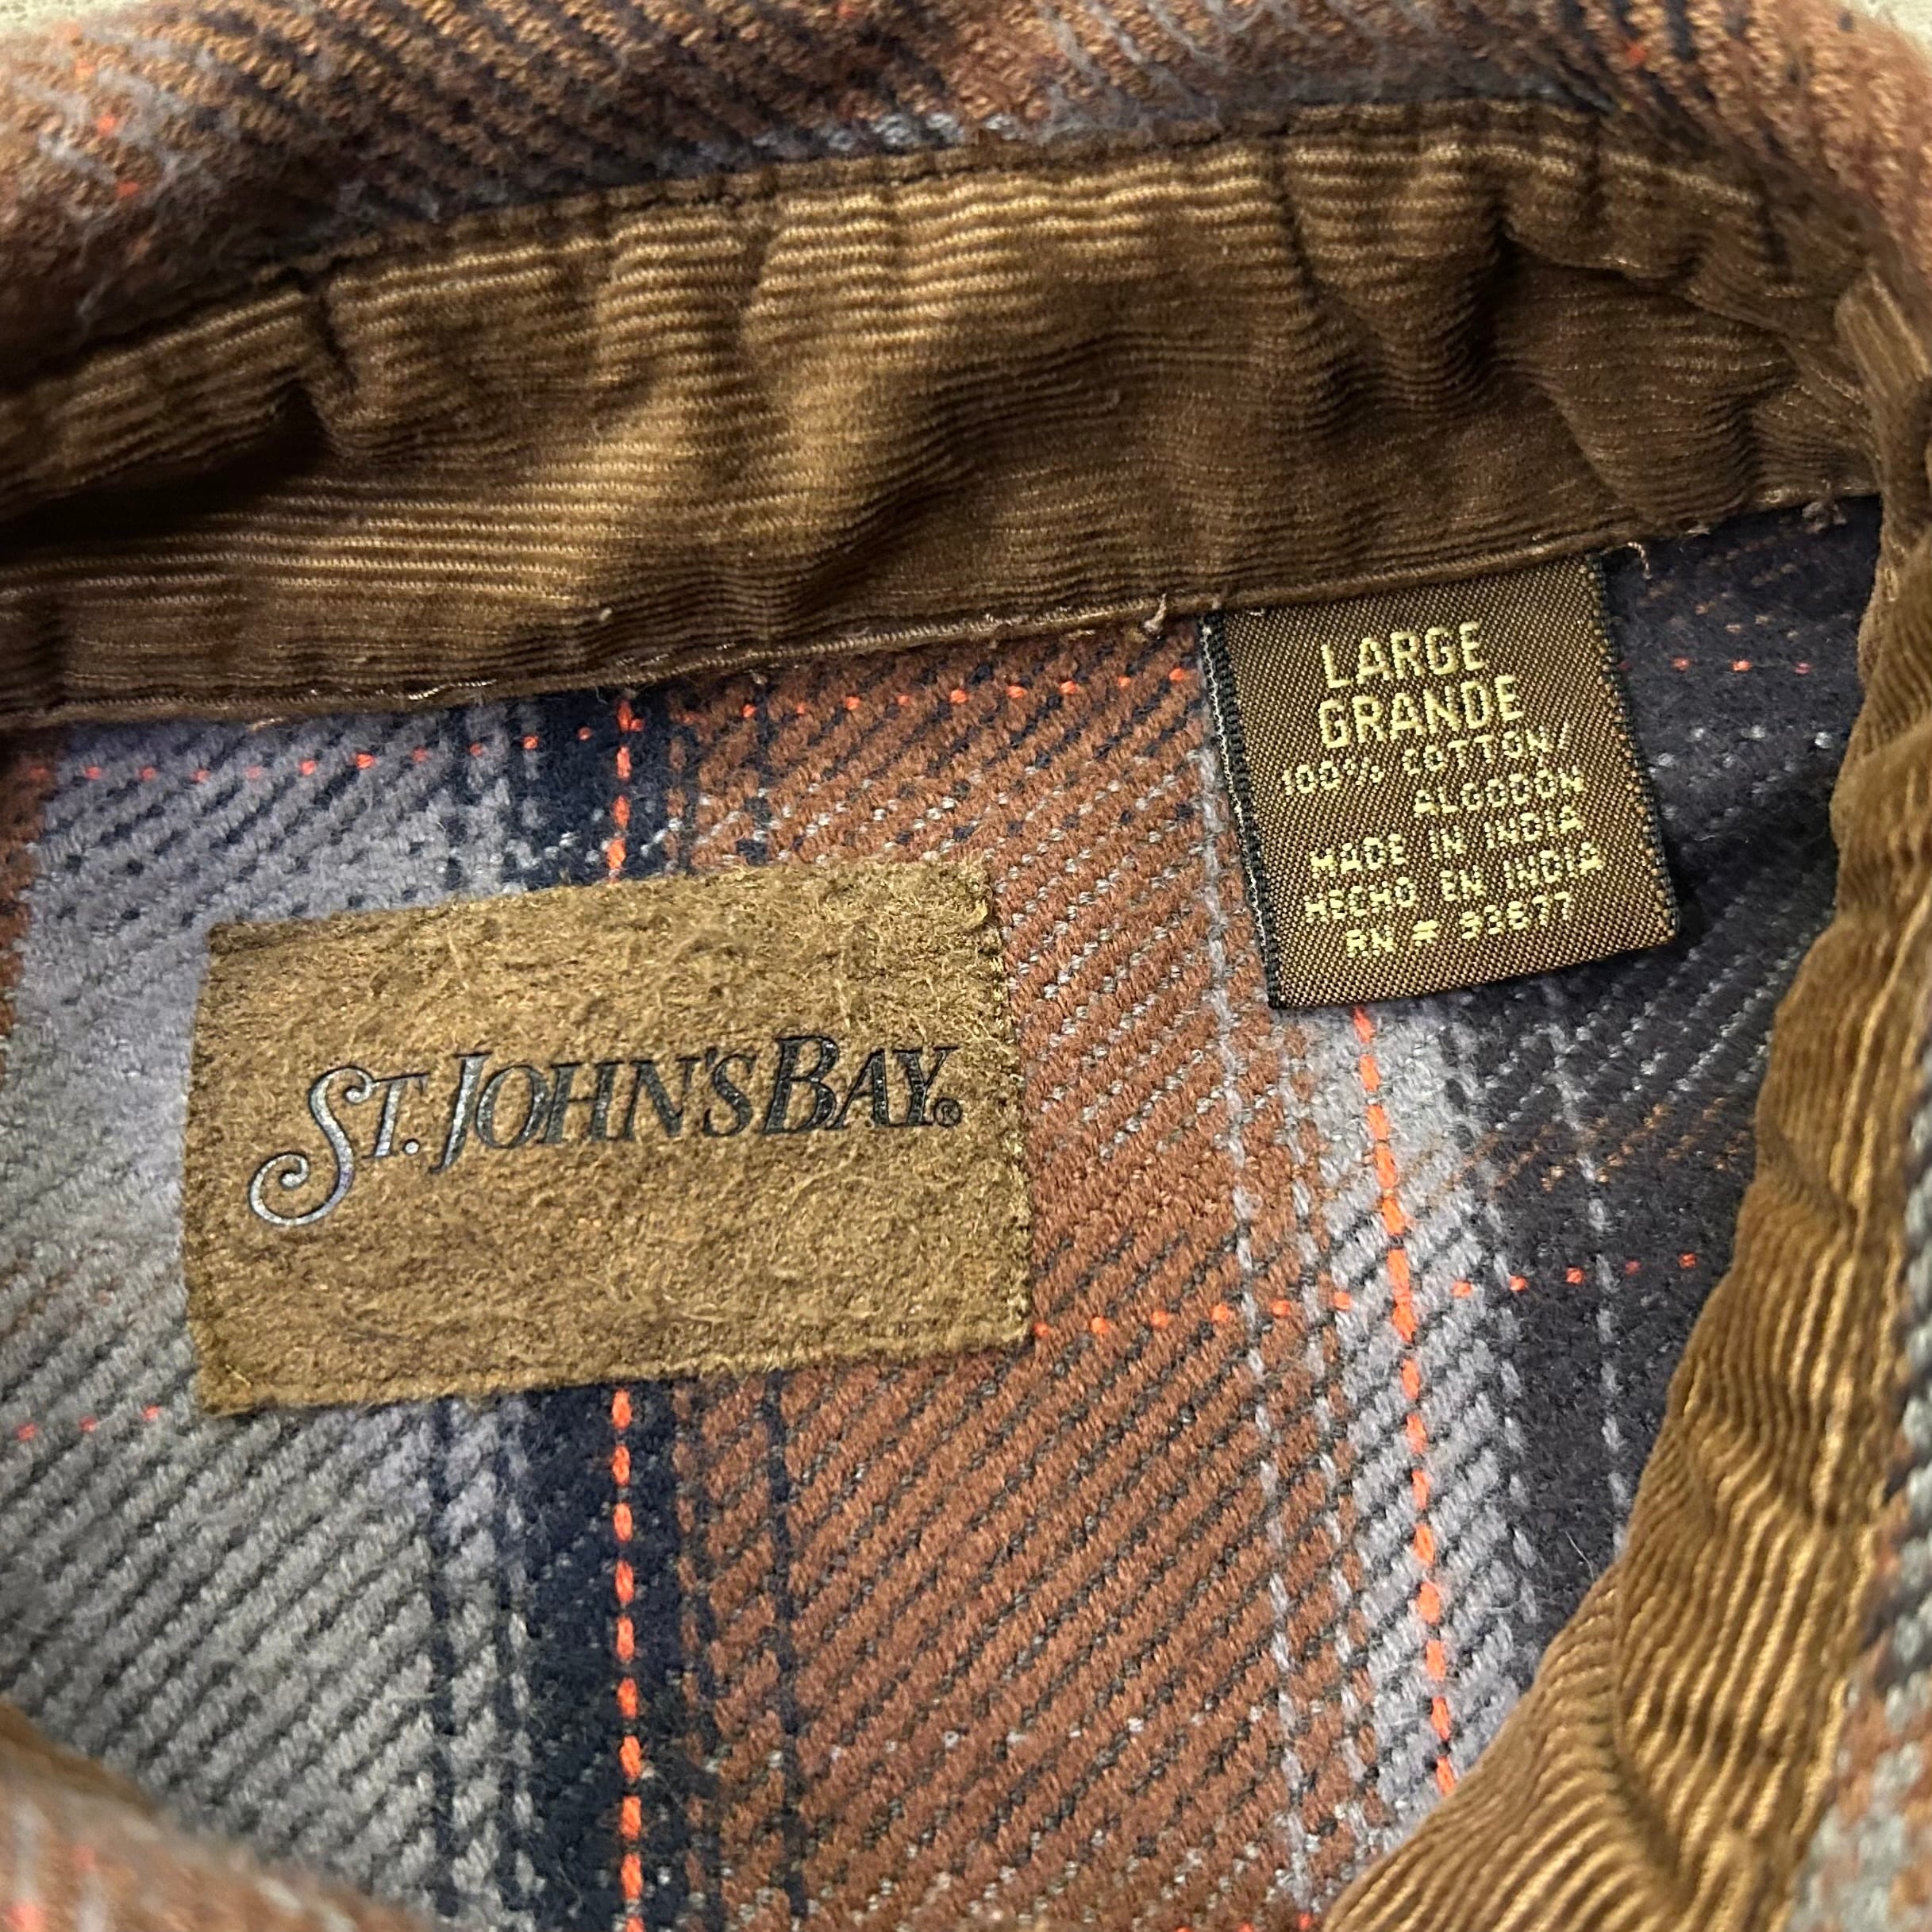 ST. JOHN'S BAY®
LARGE
GRANDE
100% COTTON/
ALGODON
MADE IN INDIA
HECHO EN INDIA
RN # 93677